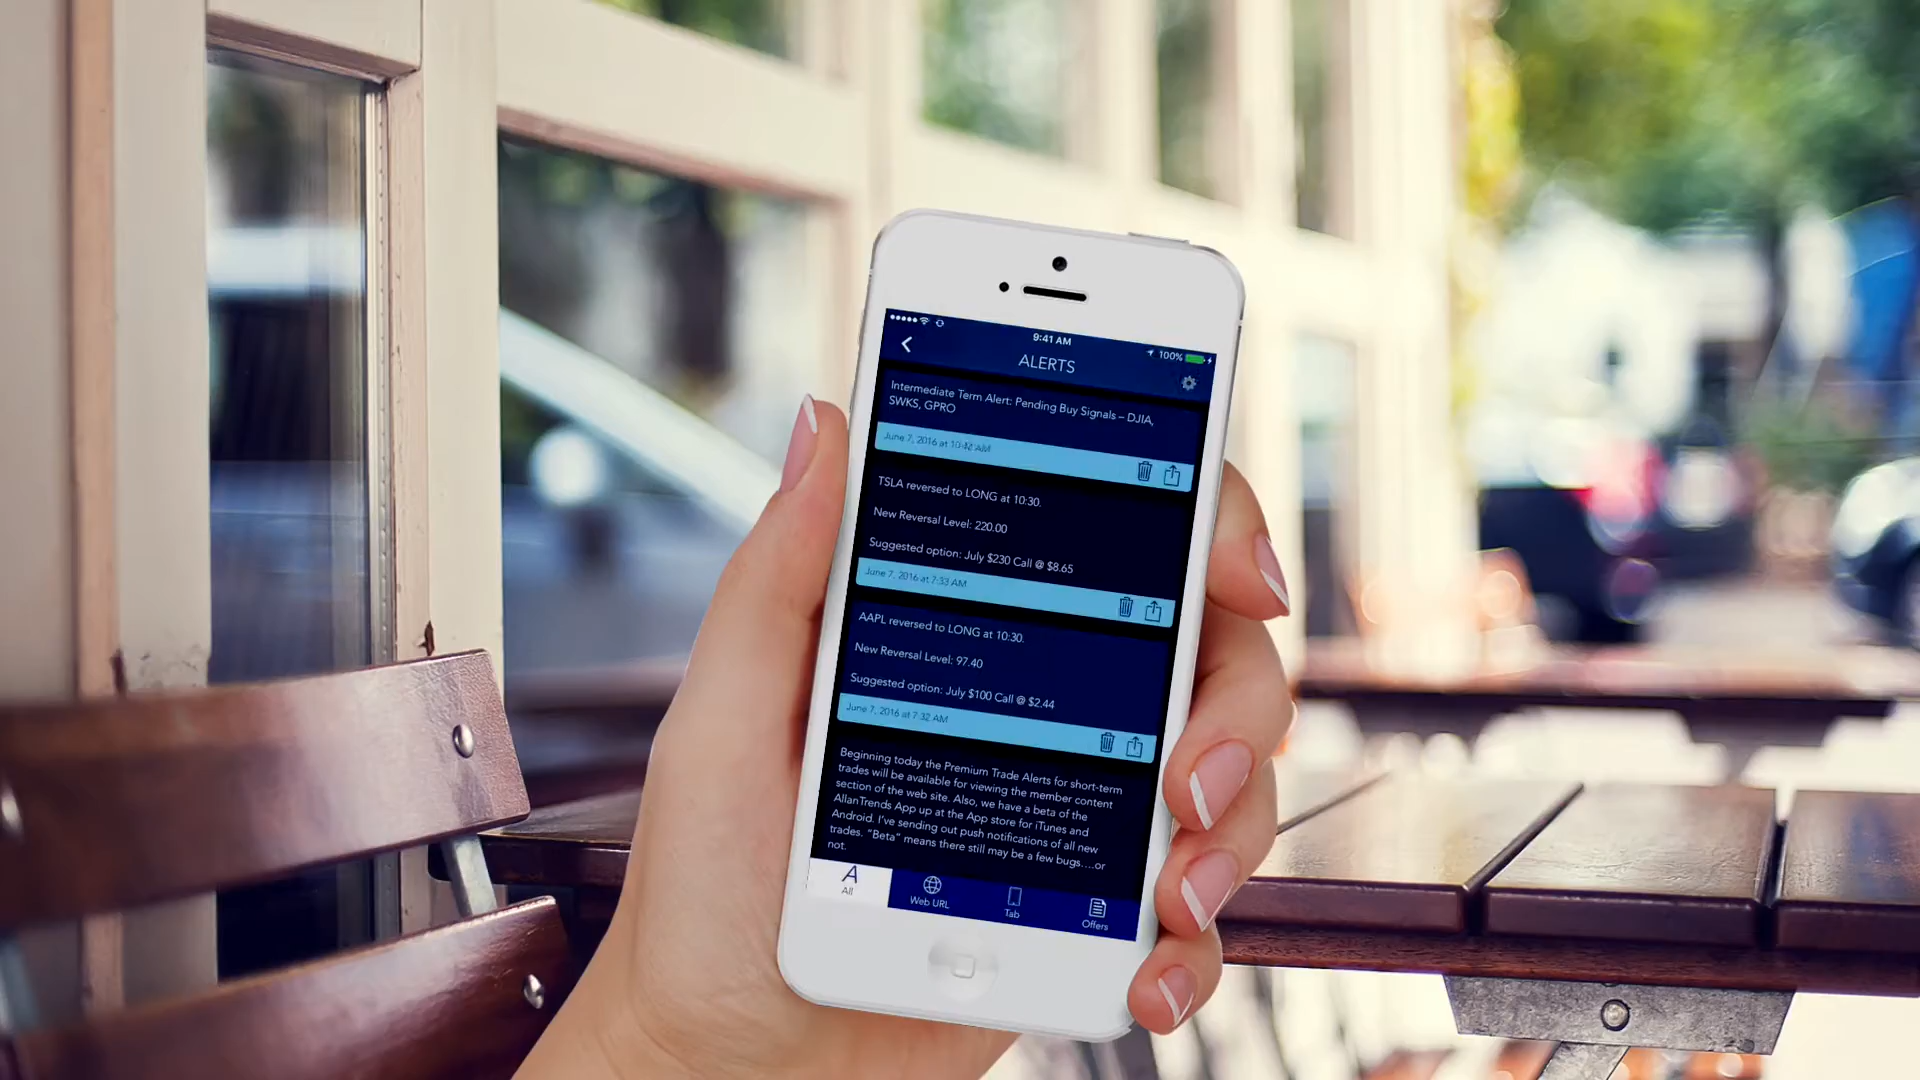 9:41 AM
100%
ALERTS
Intermediate Term Alert: Pending Buy Signals – DJIA,
SWKS, GPRO
June 7, 2016 at 10:42 AM
TSLA reversed to LONG at 10:30.
New Reversal Level: 220.00
Suggested option: July $230 Call @ $8.65
June 7, 2016 at 7:33 AM
AAPL reversed to LONG at 10:30.
New Reversal Level: 97.40
Suggested option: July $100 Call @ $2.44
June 7, 2016 at 7:32 AM
Beginning today the Premium Trade Alerts for short-term
trades will be available for viewing the member content
section of the web site. Also, we have a beta of the
AllanTrends App up at the App store for iTunes and
Android. I've sending out push notifications of all new
trades. "Beta" means there still may be a few bugs....or
not.
A
All
Web URL
Tab
Offers